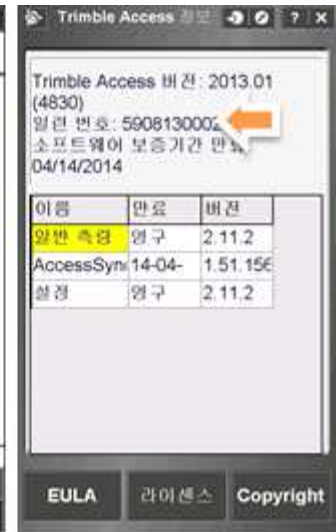 Trimble Access 정보
? X
Trimble Access 버전: 2013.01
(4830)
일련 번호: 5908130002
소프트웨어 보증기간 만료
04/14/2014
이름 만료 버전
일반 측량 영구 2.11.2
AccessSyn 14-04- 1.51.156
설정 영구 2.11.2
EULA 라이센스 Copyright